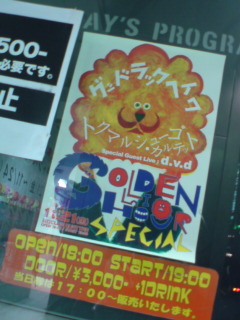 AY'S PROGRA
500-
必要です。
止
グッドラックヘイワ
トクマルシューゴ
カルテット
Special Guest Live : d.v.d
GOLDEN
SPECIAL
OPEN/18:00 START/19:00
DOOR/¥3,000- +1DRINK
当日券は17:00～販売いたします。